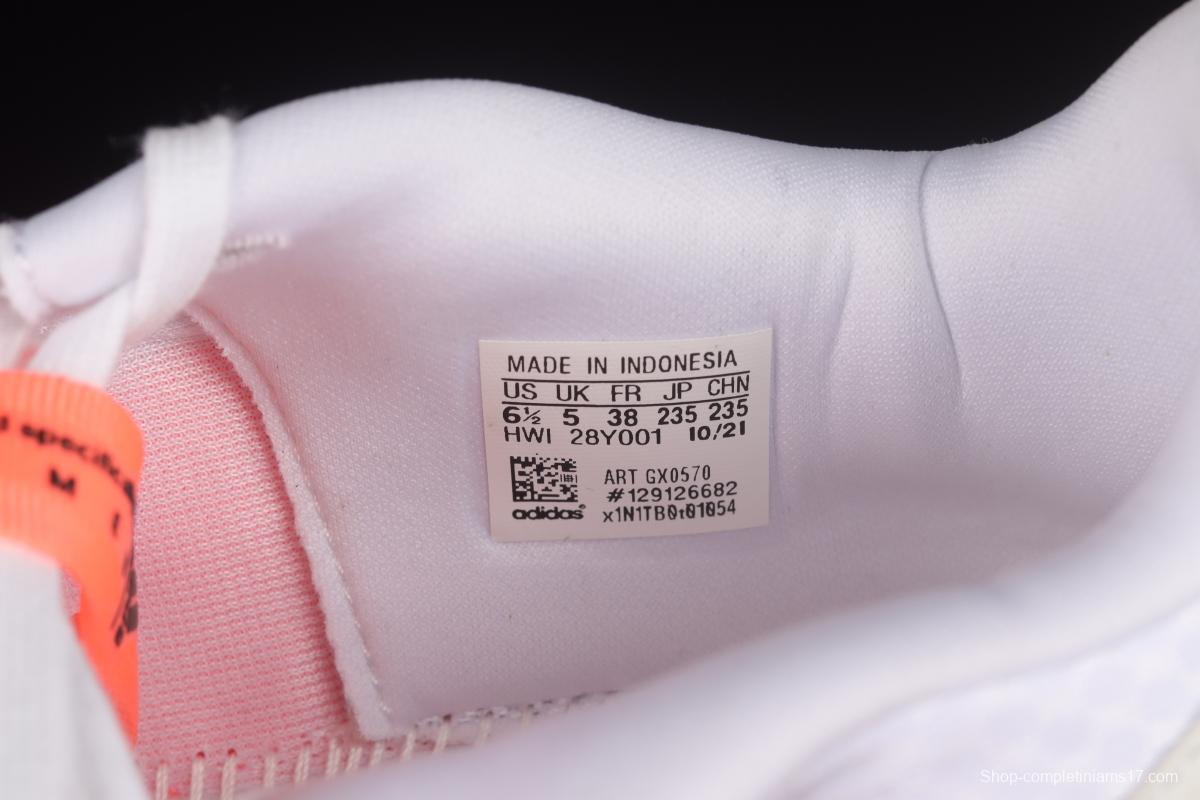 MADE IN INDONESIA
US UK FR JP CHN
6½ 5 38 235 235
HWI 28Y001 10/21
ART GX0570
#129126682
x1N1TB0t01054
adidas
M
Shop-completiniams17.com